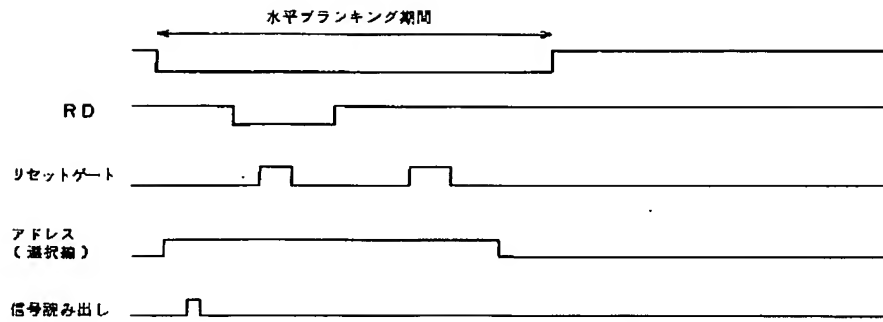 水平ブランキング期間
RD
リセットゲート
アドレス
(選択線)
信号読み出し